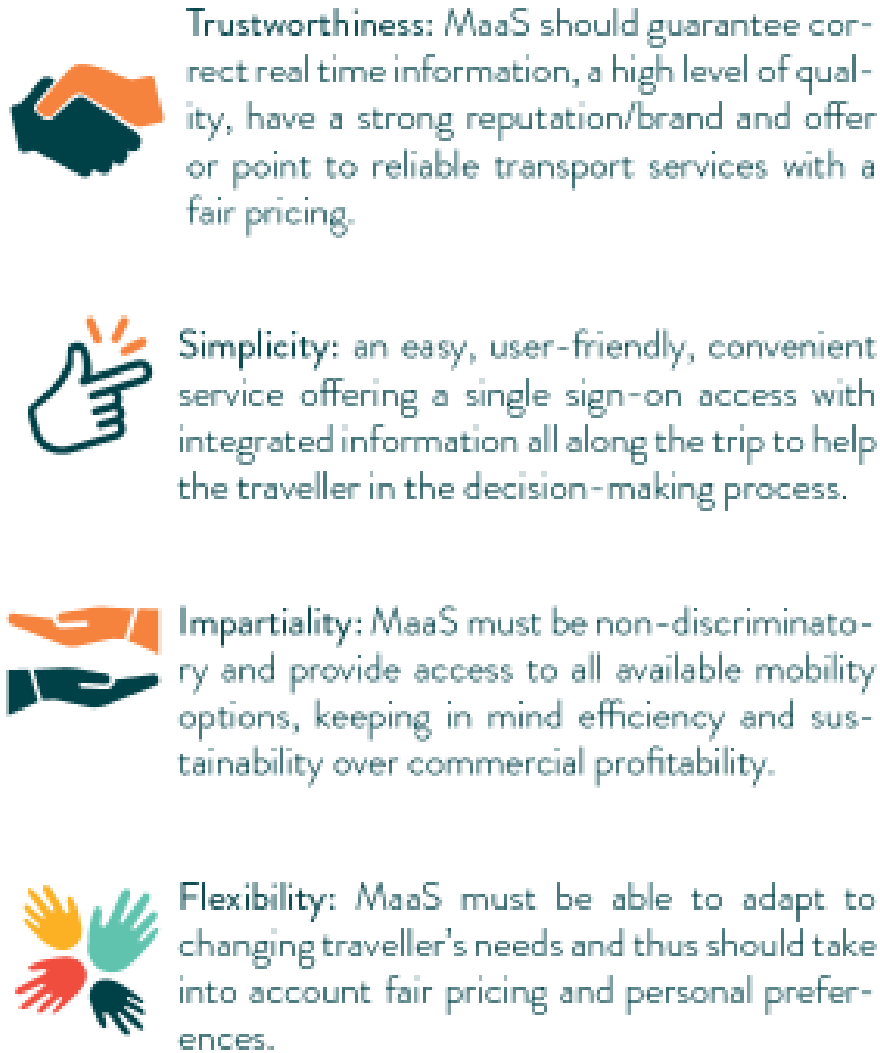 Trustworthiness: MaaS should guarantee cor-
rect real time information, a high level of qual-
ity, have a strong reputation/brand and offer
or point to reliable transport services with a
fair pricing.
Simplicity: an easy, user-friendly, convenient
service offering a single sign-on access with
integrated information all along the trip to help
the traveller in the decision-making process.
Impartiality: MaaS must be non-discriminato-
ry and provide access to all available mobility
options, keeping in mind efficiency and sus-
tainability over commercial profitability.
Flexibility: MaaS must be able to adapt to
changing traveller's needs and thus should take
into account fair pricing and personal prefer-
ences.